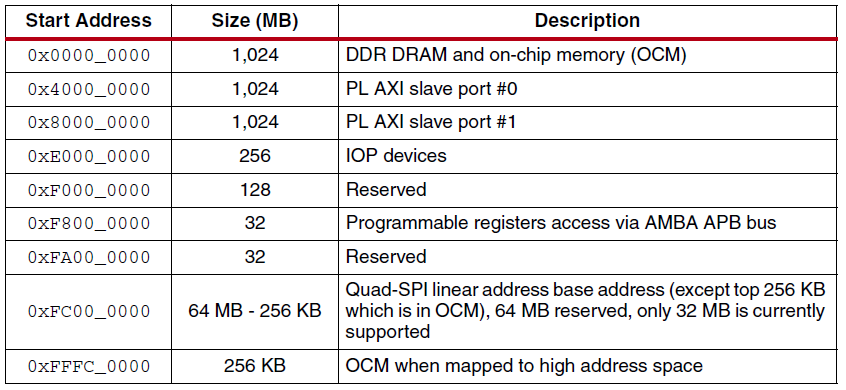 Start Address Size (MB) Description
0x0000_0000 1,024 DDR DRAM and on-chip memory (OCM)
0x4000_0000 1,024 PL AXI slave port #0
0x8000_0000 1,024 PL AXI slave port #1
0xE000_0000 256 IOP devices
0xF000_0000 128 Reserved
0xF800_0000 32 Programmable registers access via AMBA APB bus
0xFA00_0000 32 Reserved
0xFC00_0000 64 MB - 256 KB Quad-SPI linear address base address (except top 256 KB
which is in OCM), 64 MB reserved, only 32 MB is currently
supported
0xFFFC_0000 256 KB OCM when mapped to high address space